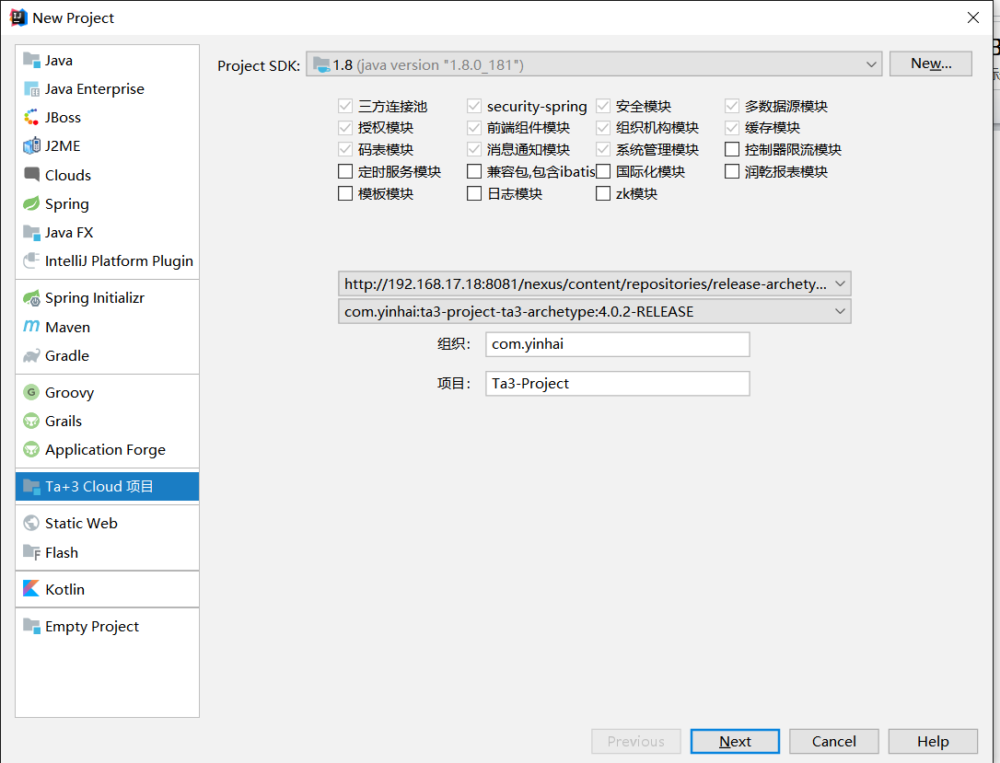 New Project
Java
Java Enterprise
JBoss
J2ME
Clouds
Spring
Java FX
IntelliJ Platform Plugin
Spring Initializr
Maven
Gradle
Groovy
Grails
Application Forge
Ta+3 Cloud 项目
Static Web
Flash
Kotlin
Empty Project
Project SDK: 1.8 (java version "1.8.0_181") New...
三方连接池 security-spring 安全模块 多数据源模块
授权模块 前端组件模块 组织机构模块 缓存模块
码表模块 消息通知模块 系统管理模块 控制器限流模块
定时服务模块 兼容包,包含ibatis 国际化模块 润乾报表模块
模板模块 日志模块 zk模块
http://192.168.17.18:8081/nexus/content/repositories/release-archety...
com.yinhai:ta3-project-ta3-archetype:4.0.2-RELEASE
组织： com.yinhai
项目： Ta3-Project
Previous Next Cancel Help